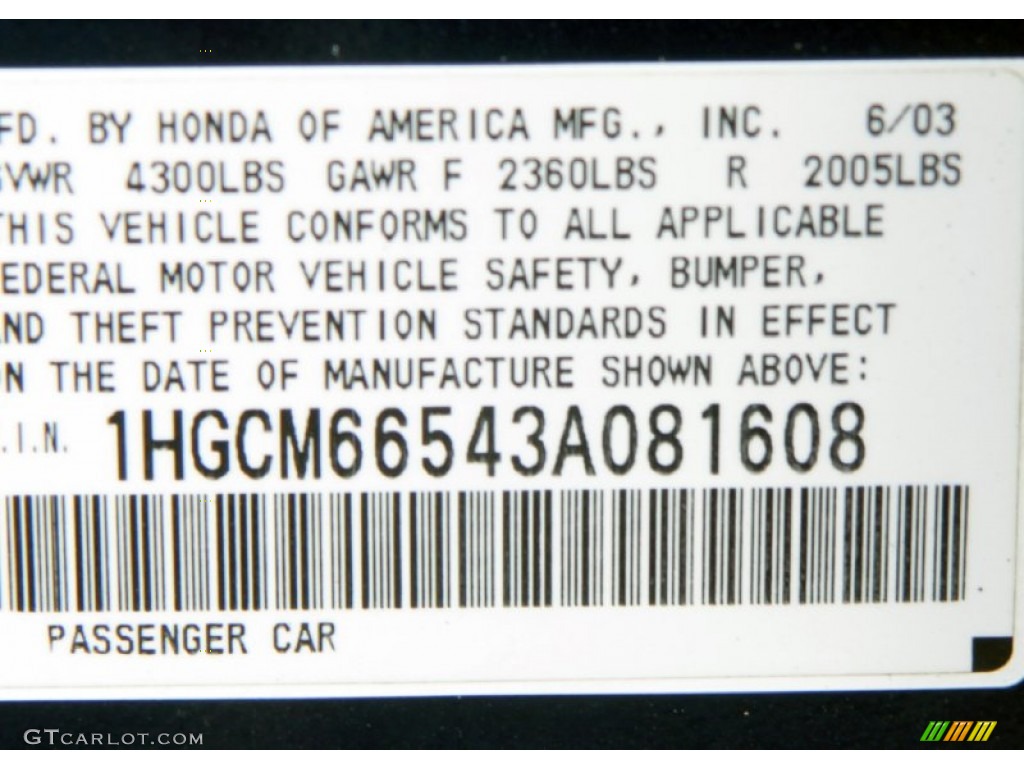 FD. BY HONDA OF AMERICA MFG., INC. 6/03
GVWR 4300LBS GAWR F 2360LBS R 2005LBS
THIS VEHICLE CONFORMS TO ALL APPLICABLE
EDERAL MOTOR VEHICLE SAFETY, BUMPER,
ND THEFT PREVENTION STANDARDS IN EFFECT
N THE DATE OF MANUFACTURE SHOWN ABOVE:
.I.N. 1HGCM66543A081608
PASSENGER CAR
GTCARLOT.COM